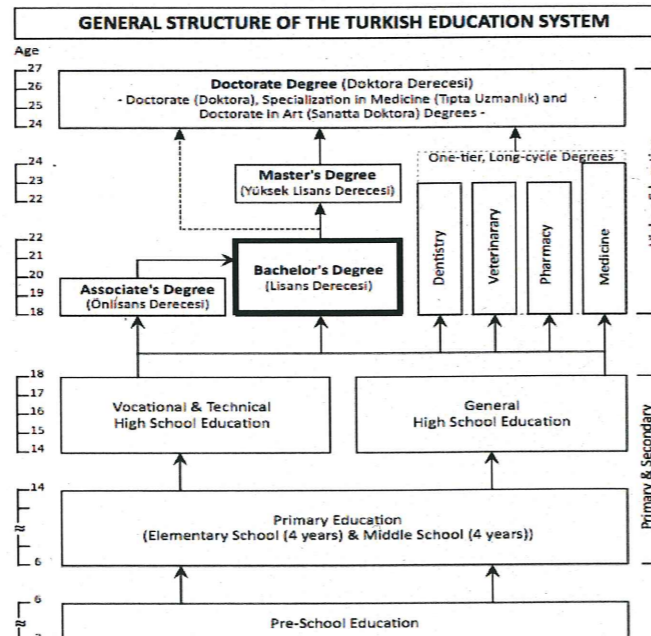 GENERAL STRUCTURE OF THE TURKISH EDUCATION SYSTEM
Age
27
26
25
24
Doctorate Degree (Doktora Derecesi)
- Doctorate (Doktora), Specialization in Medicine (Tıpta Uzmanlık) and
Doctorate in Art (Sanatta Doktora) Degrees -
24
23
22
Master's Degree
(Yüksek Lisans Derecesi)
One-tier, Long-cycle Degrees
Dentistry
Veterinarary
Pharmacy
Medicine
22
21
20
19
18
Associate's Degree
(Önlisans Derecesi)
Bachelor's Degree
(Lisans Derecesi)
18
17
16
15
14
Vocational & Technical
High School Education
General
High School Education
Primary & Secondary
14
6
Primary Education
(Elementary School (4 years) & Middle School (4 years))
6
Pre-School Education